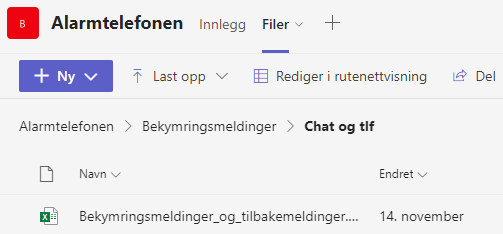 B Alarmtelefonen Innlegg Filer
Ny Last opp Rediger i rutenettvisning Del
Alarmtelefonen > Bekymringsmeldinger > Chat og tlf
Navn Endret
Bekymringsmeldinger_og_tilbakemeldinger.... 14. november